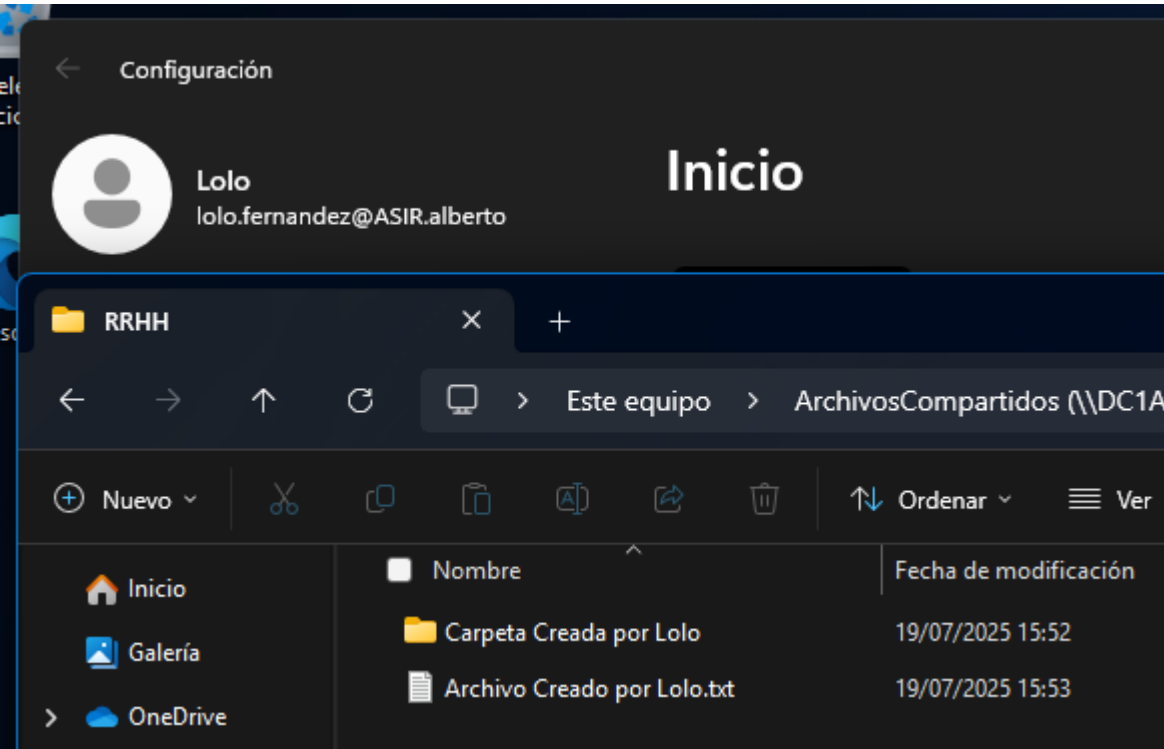 Configuración
Lolo
lolo.fernandez@ASIR.alberto
Inicio
RRHH
Este equipo > ArchivosCompartidos (\\DC1A
Nuevo
Ordenar
Ver
Nombre
Fecha de modificación
Inicio
Galería
OneDrive
Carpeta Creada por Lolo 19/07/2025 15:52
Archivo Creado por Lolo.txt 19/07/2025 15:53